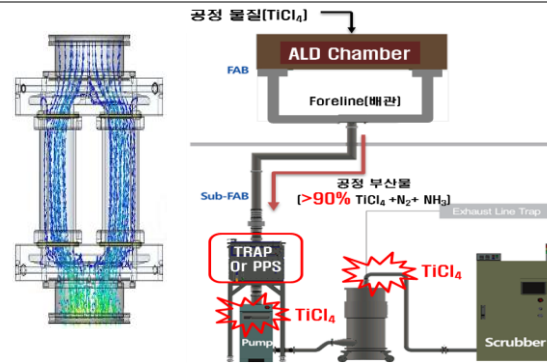 공정 물질(TiCl₄)
ALD Chamber
FAB
Foreline(배관)
Sub-FAB
공정 부산물
(>90% TiCl₄ +N₂+ NH₃)
Exhaust Line Trap
TRAP
Or PPS
TiCl₄
TiCl₄
Pump
Scrubber